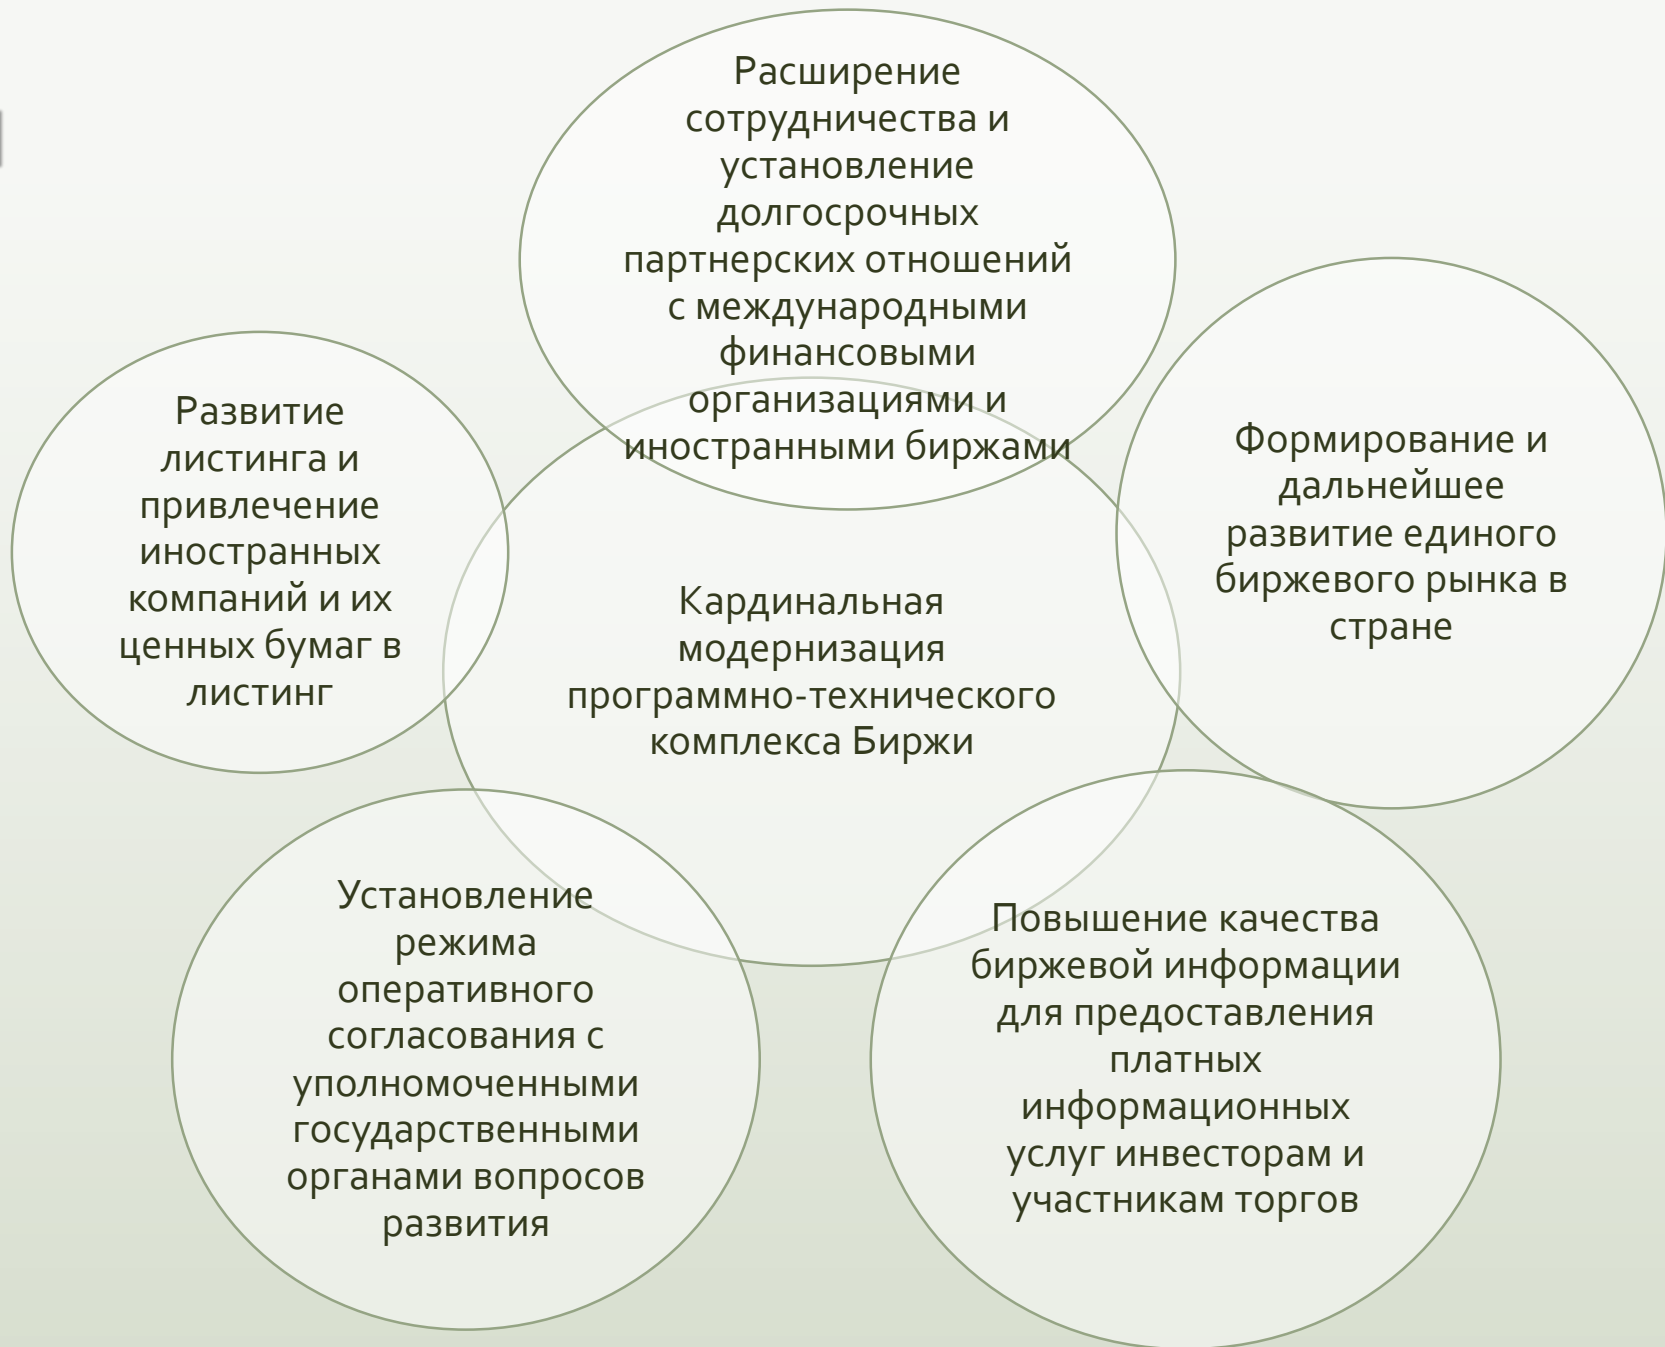 Расширение
сотрудничества и
установление
долгосрочных
партнерских отношений
с международными
финансовыми
организациями и
иностранными биржами
Развитие
листинга и
привлечение
иностранных
компаний и их
ценных бумаг в
листинг
Формирование и
дальнейшее
развитие единого
биржевого рынка в
стране
Кардинальная
модернизация
программно-технического
комплекса Биржи
Установление
режима
оперативного
согласования с
уполномоченными
государственными
органами вопросов
развития
Повышение качества
биржевой информации
для предоставления
платных
информационных
услуг инвесторам и
участникам торгов